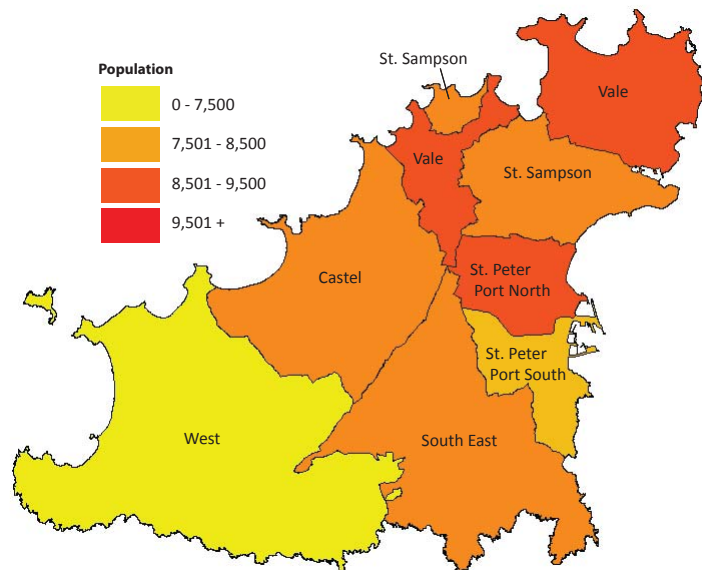 Population
0 - 7,500
7,501 - 8,500
8,501 - 9,500
9,501 +
St. Sampson
Vale
Vale
St. Sampson
Castel
St. Peter
Port North
St. Peter
Port South
West
South East